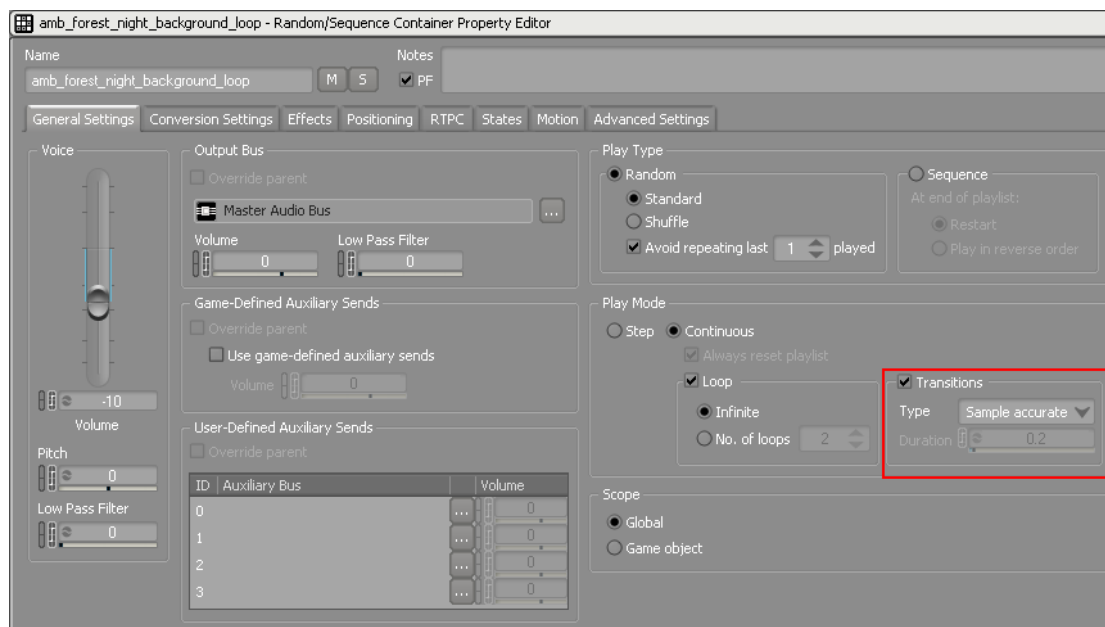 amb_forest_night_background_loop - Random/Sequence Container Property Editor
Name
Notes
amb_forest_night_background_loop
M
S
PF
General Settings
Conversion Settings
Effects
Positioning
RTPC
States
Motion
Advanced Settings
Voice
-10
Volume
Pitch
0
Low Pass Filter
0
Output Bus
Override parent
Master Audio Bus
...
Volume
Low Pass Filter
0
0
Game-Defined Auxiliary Sends
Override parent
Use game-defined auxiliary sends
Volume
0
User-Defined Auxiliary Sends
Override parent
ID
Auxiliary Bus
Volume
0
...
0
1
...
0
2
...
0
3
...
0
Play Type
Random
Standard
Shuffle
Avoid repeating last 1 played
Sequence
At end of playlist:
Restart
Play in reverse order
Play Mode
Step
Continuous
Always reset playlist
Loop
Infinite
No. of loops 2
Transitions
Type Sample accurate
Duration 0.2
Scope
Global
Game object